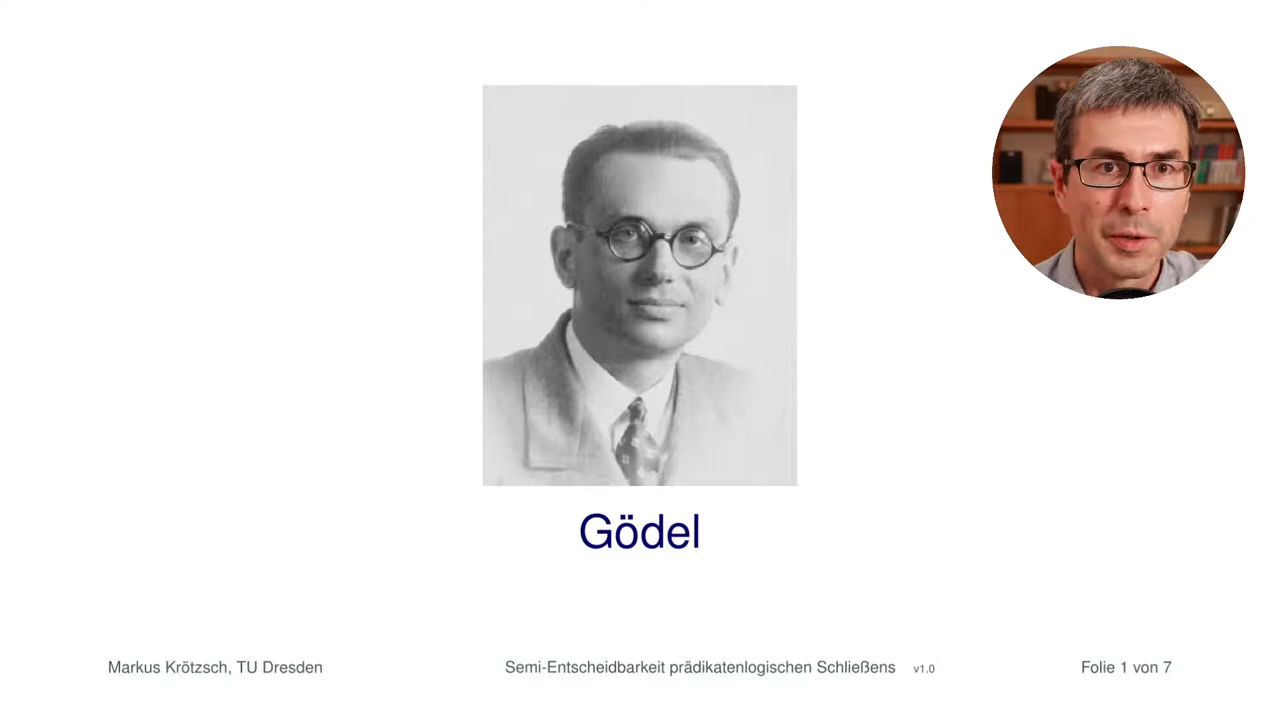 Gödel
Markus Krötzsch, TU Dresden
Semi-Entscheidbarkeit prädikatenlogischen Schließens v1.0
Folie 1 von 7